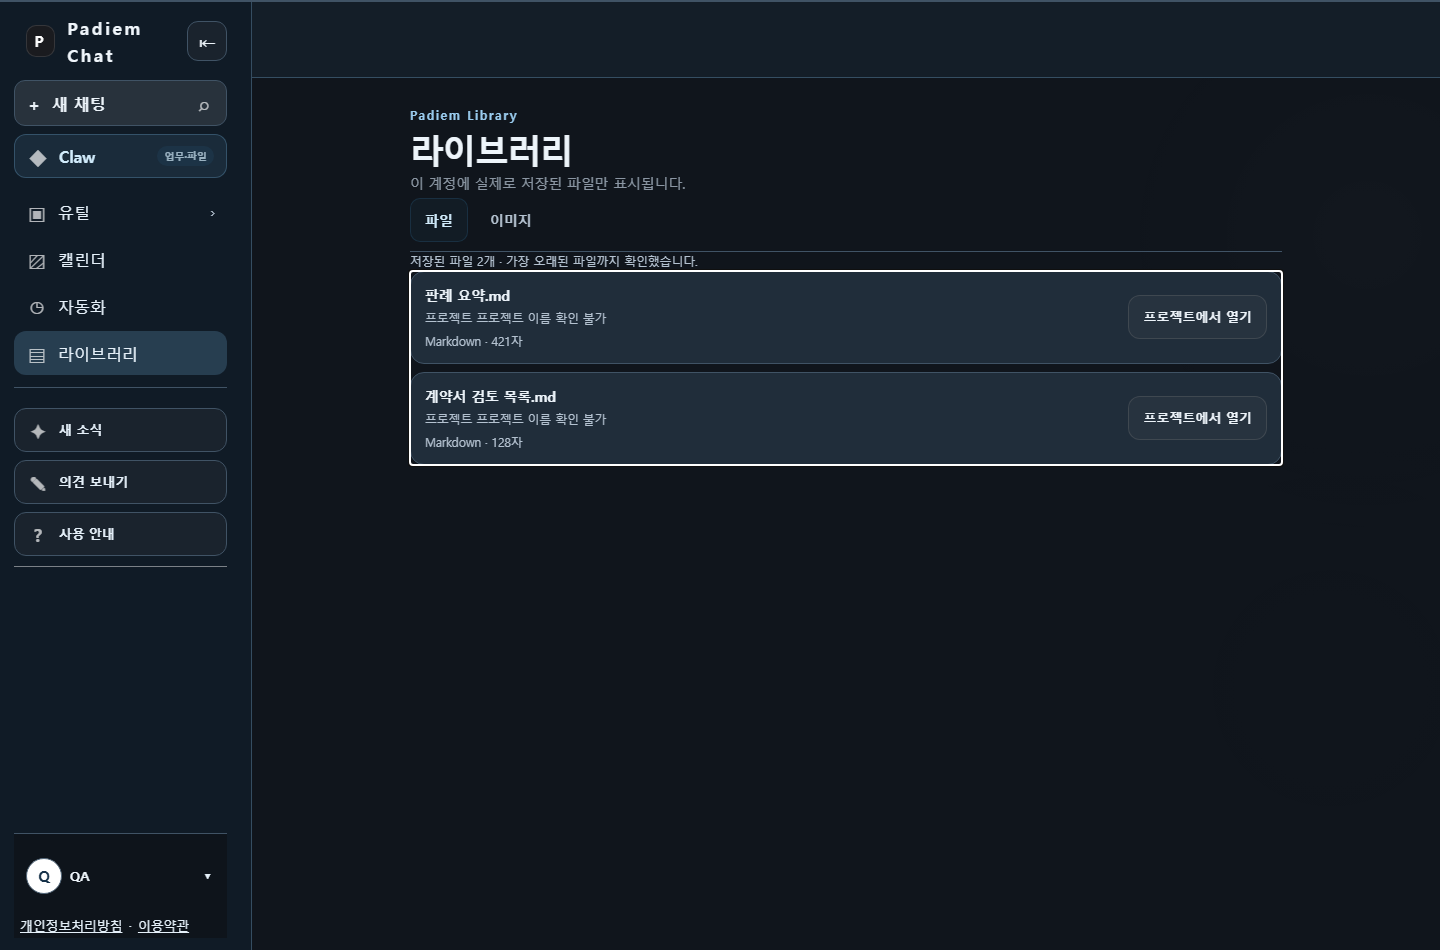 P
Padiem
Chat
+ 새 채팅
Claw 업무·파일
유틸
캘린더
자동화
라이브러리
새 소식
의견 보내기
? 사용 안내
Q QA
개인정보처리방침 · 이용약관
Padiem Library
라이브러리
이 계정에 실제로 저장된 파일만 표시됩니다.
파일 이미지
저장된 파일 2개 · 가장 오래된 파일까지 확인했습니다.
판례 요약.md
프로젝트 프로젝트 이름 확인 불가
Markdown · 421자
프로젝트에서 열기
계약서 검토 목록.md
프로젝트 프로젝트 이름 확인 불가
Markdown · 128자
프로젝트에서 열기